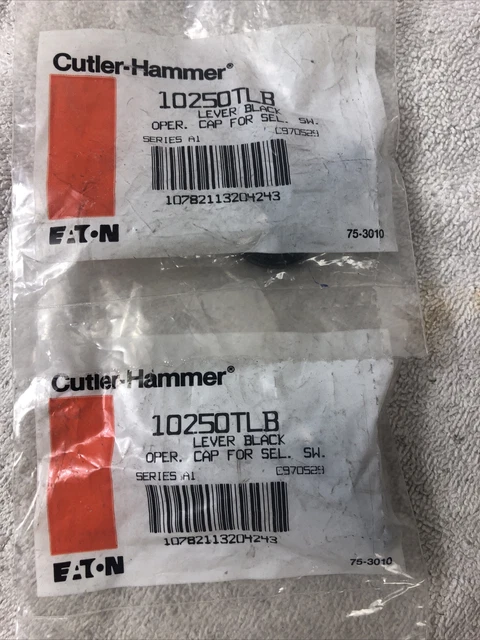 Cutler-Hammer®
10250TLB
LEVER BLACK
OPER. CAP FOR SEL. SW.
SERIES A1 C970529
10782113204243
EATON 75-3010
Cutler-Hammer®
10250TLB
LEVER BLACK
OPER. CAP FOR SEL. SW.
SERIES A1 C970529
10782113204243
EATON 75-3010